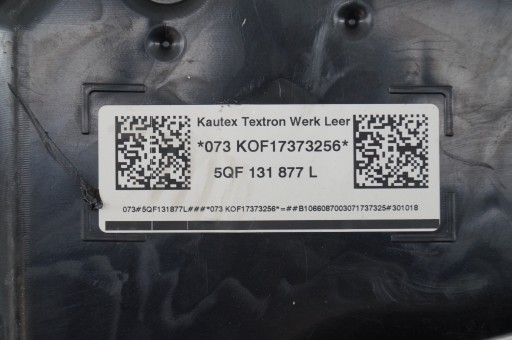 Kautex Textron Werk Leer
*073 KOF17373256*
5QF 131 877 L
073#5QF131877L###*073 KOF17373256*=##B1066087003071737325#301018